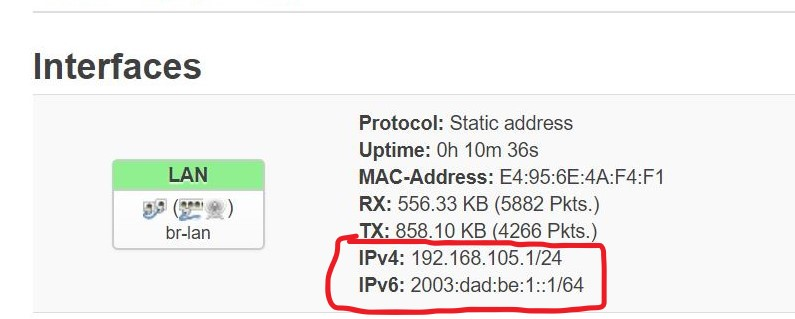 Interfaces
LAN
( )
br-lan
Protocol: Static address
Uptime: 0h 10m 36s
MAC-Address: E4:95:6E:4A:F4:F1
RX: 556.33 KB (5882 Pkts.)
TX: 858.10 KB (4266 Pkts.)
IPv4: 192.168.105.1/24
IPv6: 2003:dad:be:1::1/64